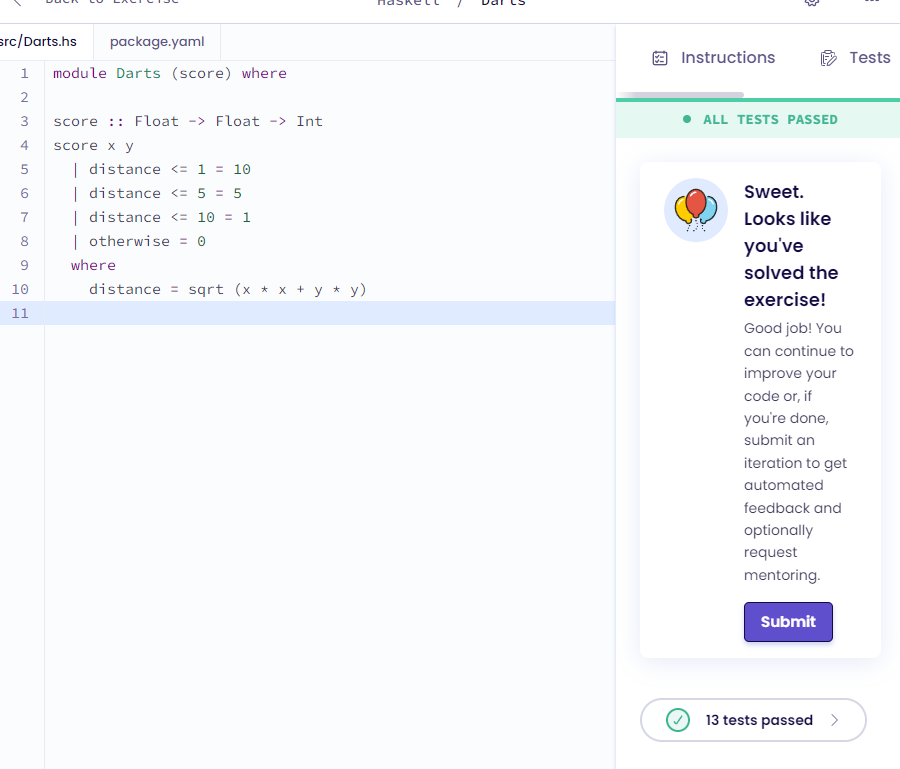 Back to Exercise
Haskell / Darts
src/Darts.hs
package.yaml
1 module Darts (score) where
2
3 score :: Float -> Float -> Int
4 score x y
5 | distance <= 1 = 10
6 | distance <= 5 = 5
7 | distance <= 10 = 1
8 | otherwise = 0
9 where
10 distance = sqrt (x * x + y * y)
11
Instructions
Tests
ALL TESTS PASSED
Sweet.
Looks like
you've
solved the
exercise!
Good job! You
can continue to
improve your
code or, if
you're done,
submit an
iteration to get
automated
feedback and
optionally
request
mentoring.
Submit
13 tests passed